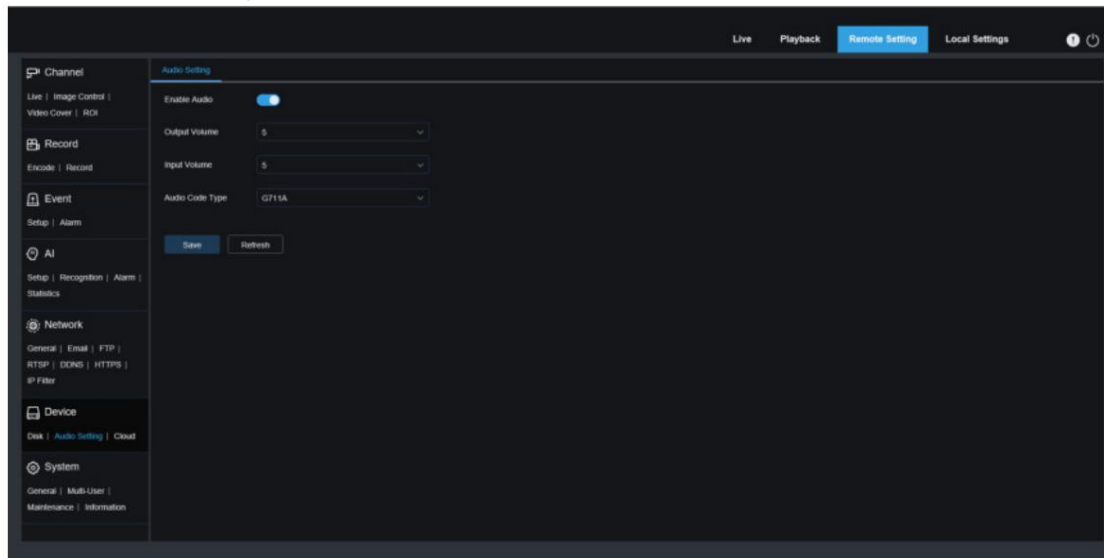 Live Playback Remote Setting Local Settings
Channel
Live | Image Control |
Video Cover | ROI
Record
Encode | Record
Event
Setup | Alarm
AI
Setup | Recognition | Alarm |
Statistics
Network
General | Email | FTP |
RTSP | DDNS | HTTPS |
IP Filter
Device
Disk | Audio Setting | Cloud
System
General | Multi-User |
Maintenance | Information
Audio Setting
Enable Audio
Output Volume 5
Input Volume 5
Audio Code Type G711A
Save Refresh